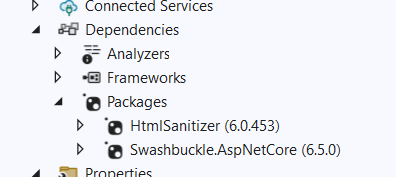 Connected Services
Dependencies
Analyzers
Frameworks
Packages
HtmlSanitizer (6.0.453)
Swashbuckle.AspNetCore (6.5.0)
Properties